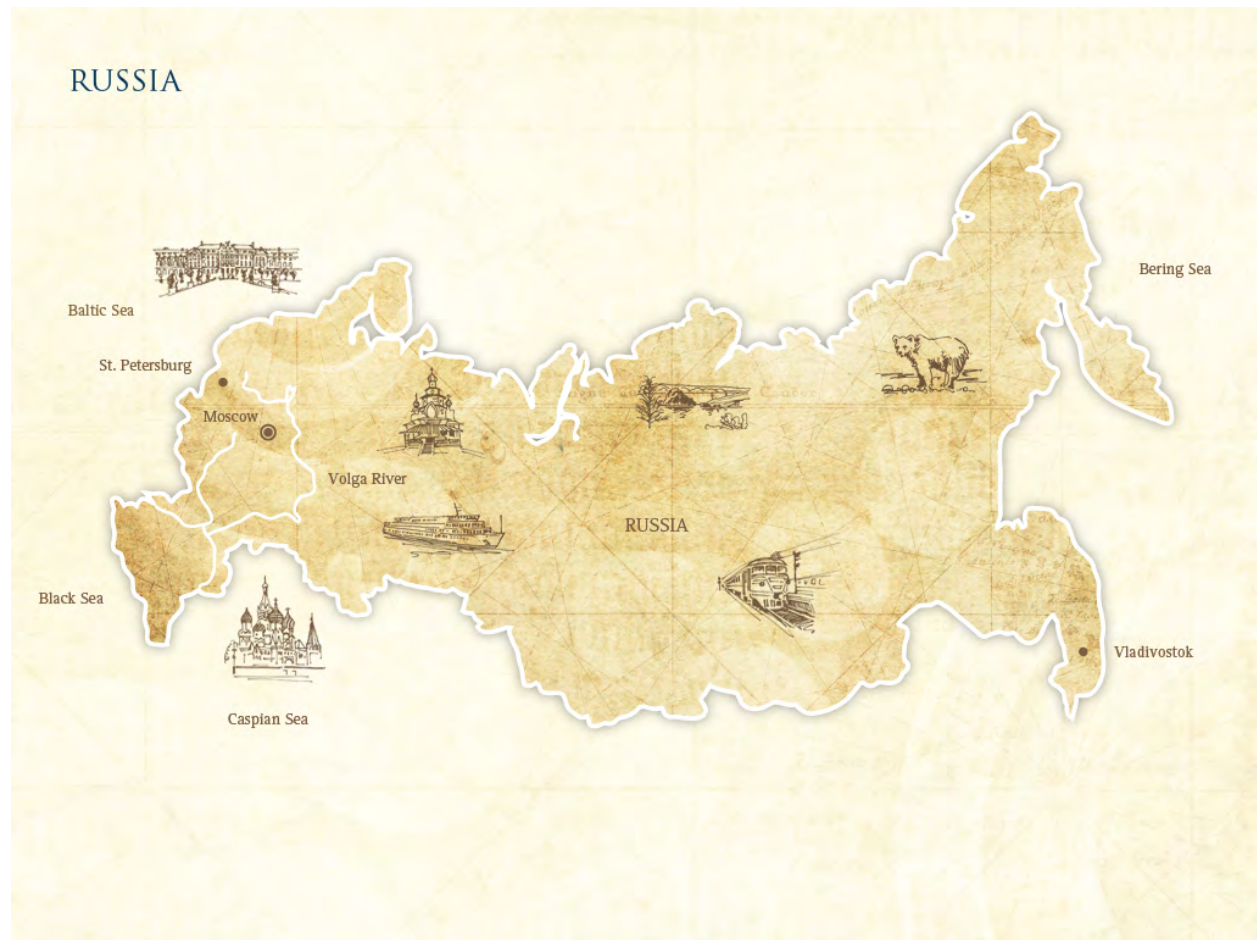 RUSSIA
Bering Sea
Baltic Sea
St. Petersburg
Moscow
Volga River
RUSSIA
Black Sea
Vladivostok
Caspian Sea